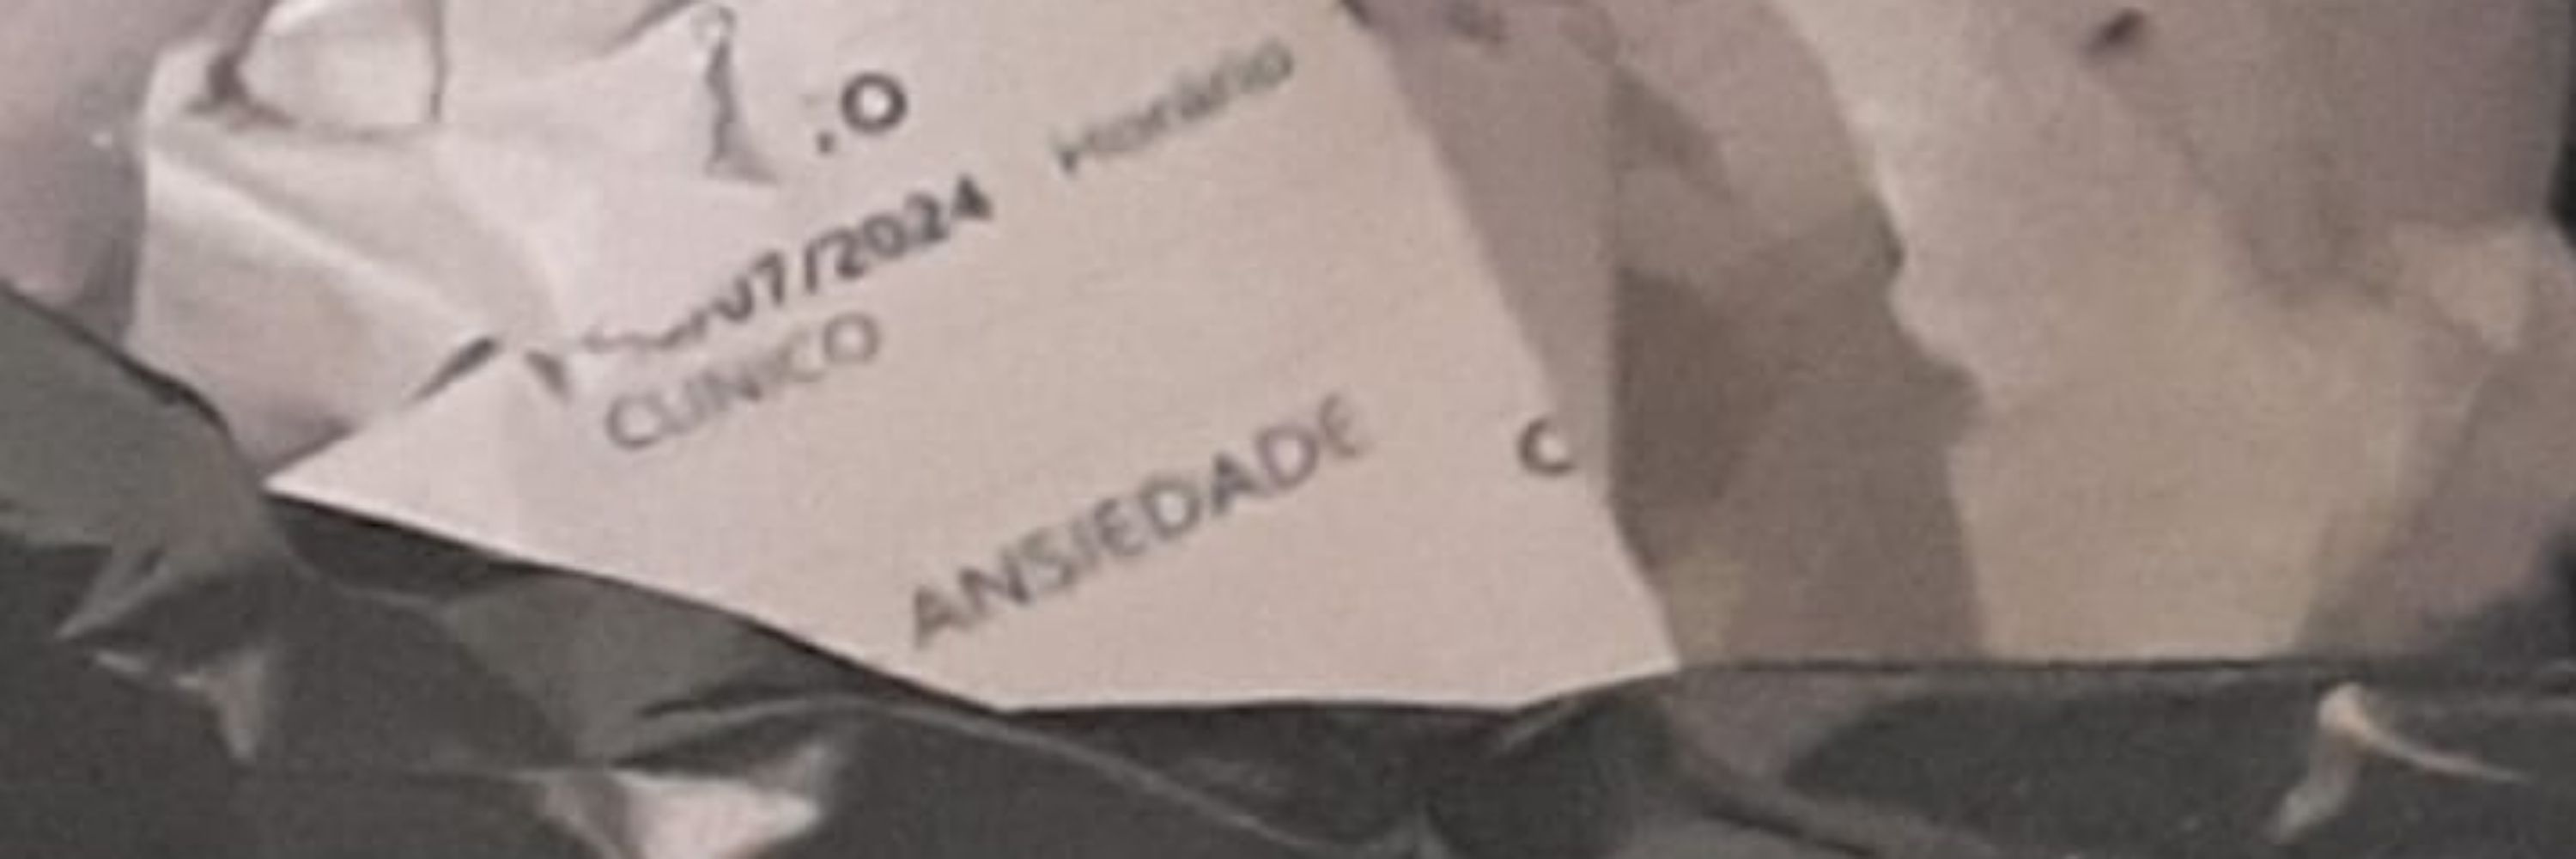 :o
07/2024
Horário
CLINICO
ANSIEDADE
C